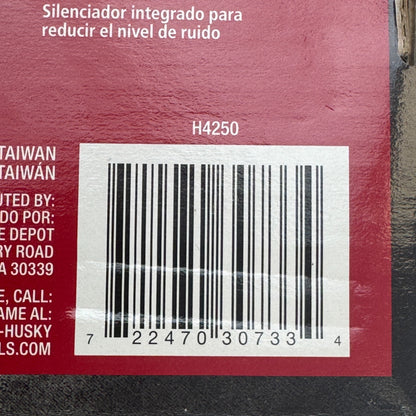 Silenciador integrado para
reducir el nivel de ruido
H4250
TAIWAN
TAIWÁN
UTED BY:
DO POR:
E DEPOT
RY ROAD
A 30339
E, CALL:
AME AL:
-HUSKY
LS.COM
7 22470 30733 4